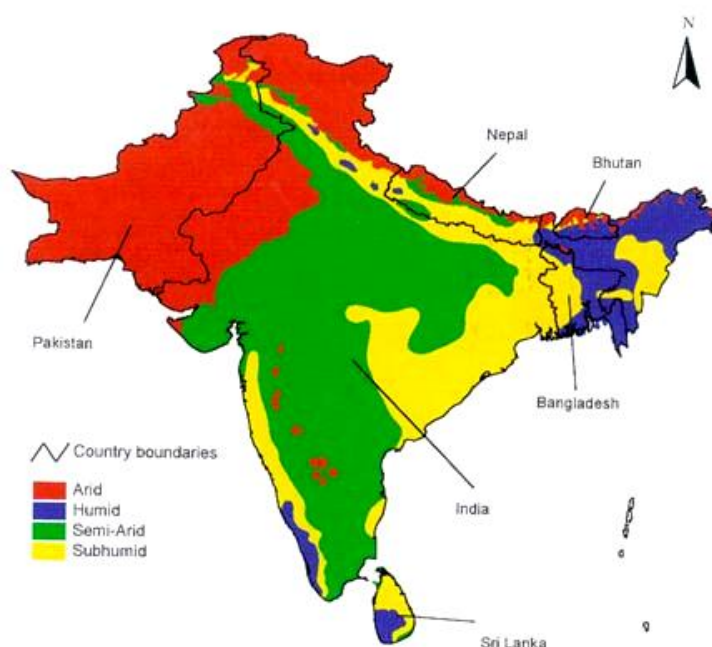 N
Nepal
Bhutan
Pakistan
Bangladesh
Country boundaries
Arid
Humid
Semi-Arid
Subhumid
India
Sri Lanka